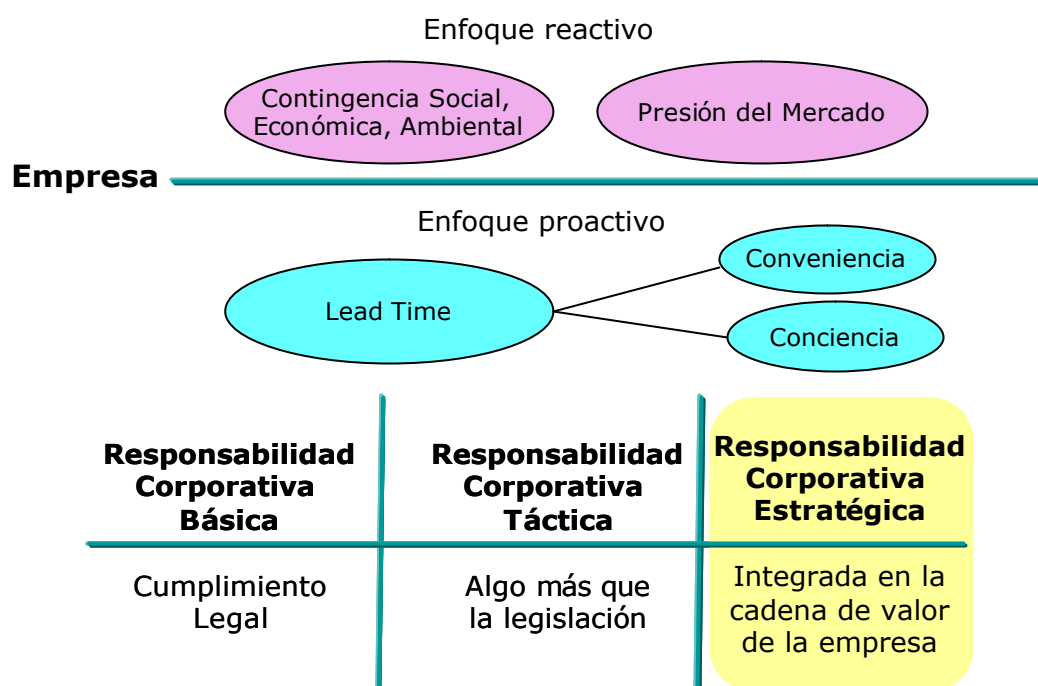 Enfoque reactivo
Contingencia Social,
Económica, Ambiental
Presión del Mercado
Empresa
Enfoque proactivo
Conveniencia
Lead Time
Conciencia
Responsabilidad
Corporativa
Básica
Responsabilidad
Corporativa
Táctica
Responsabilidad
Corporativa
Estratégica
Cumplimiento
Legal
Algo más que
la legislación
Integrada en la
cadena de valor
de la empresa